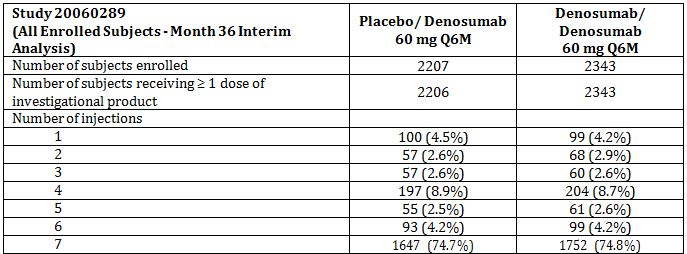 Study 20060289
(All Enrolled Subjects - Month 36 Interim
Analysis)
Placebo/ Denosumab
60 mg Q6M
Denosumab/
Denosumab
60 mg Q6M
Number of subjects enrolled 2207 2343
Number of subjects receiving ≥ 1 dose of
investigational product 2206 2343
Number of injections
1 100 (4.5%) 99 (4.2%)
2 57 (2.6%) 68 (2.9%)
3 57 (2.6%) 60 (2.6%)
4 197 (8.9%) 204 (8.7%)
5 55 (2.5%) 61 (2.6%)
6 93 (4.2%) 99 (4.2%)
7 1647 (74.7%) 1752 (74.8%)